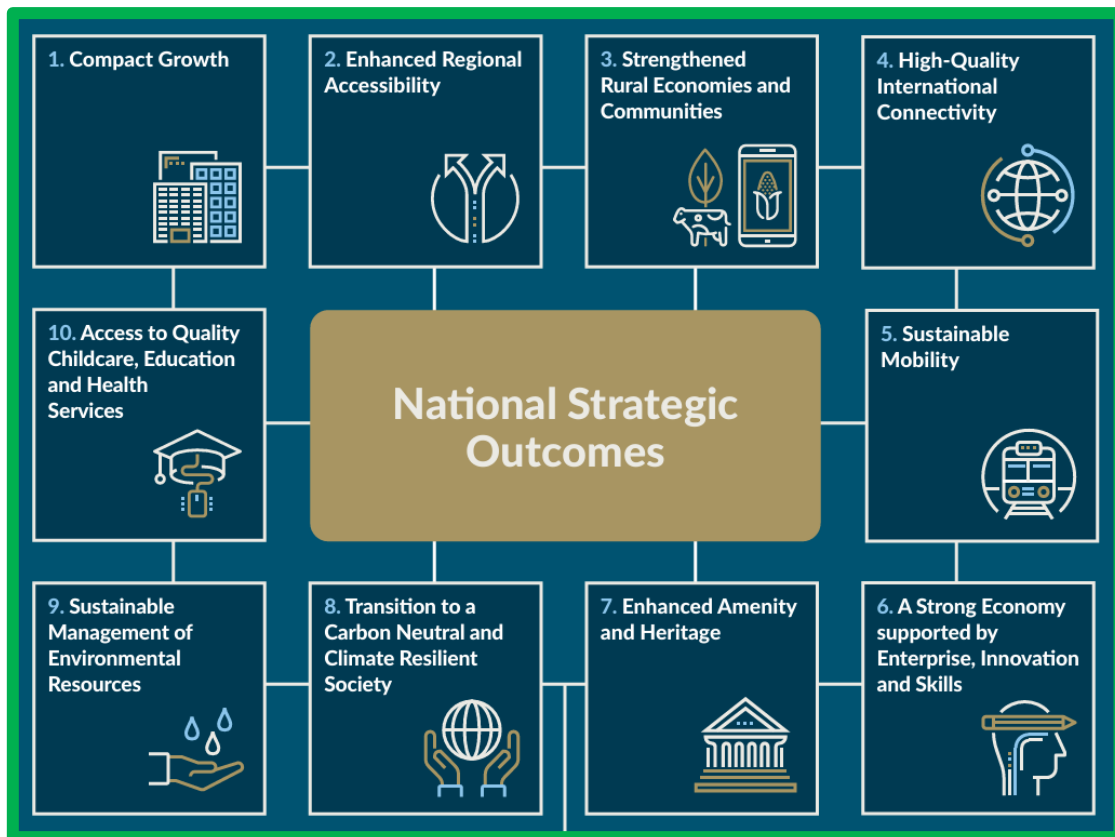 1. Compact Growth
2. Enhanced Regional
Accessibility
3. Strengthened
Rural Economies and
Communities
4. High-Quality
International
Connectivity
10. Access to Quality
Childcare, Education
and Health
Services
National Strategic
Outcomes
5. Sustainable
Mobility
9. Sustainable
Management of
Environmental
Resources
8. Transition to a
Carbon Neutral and
Climate Resilient
Society
7. Enhanced Amenity
and Heritage
6. A Strong Economy
supported by
Enterprise, Innovation
and Skills